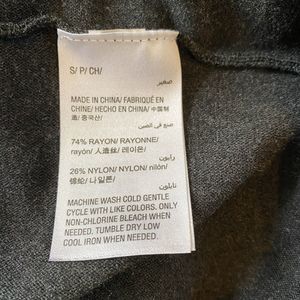 S/ P/ CH/
صغير
MADE IN CHINA/ FABRIQUÉ EN
CHINE/ HECHO EN CHINA/ 中國製
造/ 중국산/
صنع في الصين
74% RAYON/ RAYONNE/
rayón/ 人造丝/ 레이온/
رايون
26% NYLON/ NYLON/ nilón/
锦纶/ 나일론/
نايلون
MACHINE WASH COLD GENTLE
CYCLE WITH LIKE COLORS. ONLY
NON-CHLORINE BLEACH WHEN
NEEDED. TUMBLE DRY LOW
COOL IRON WHEN NEEDED.